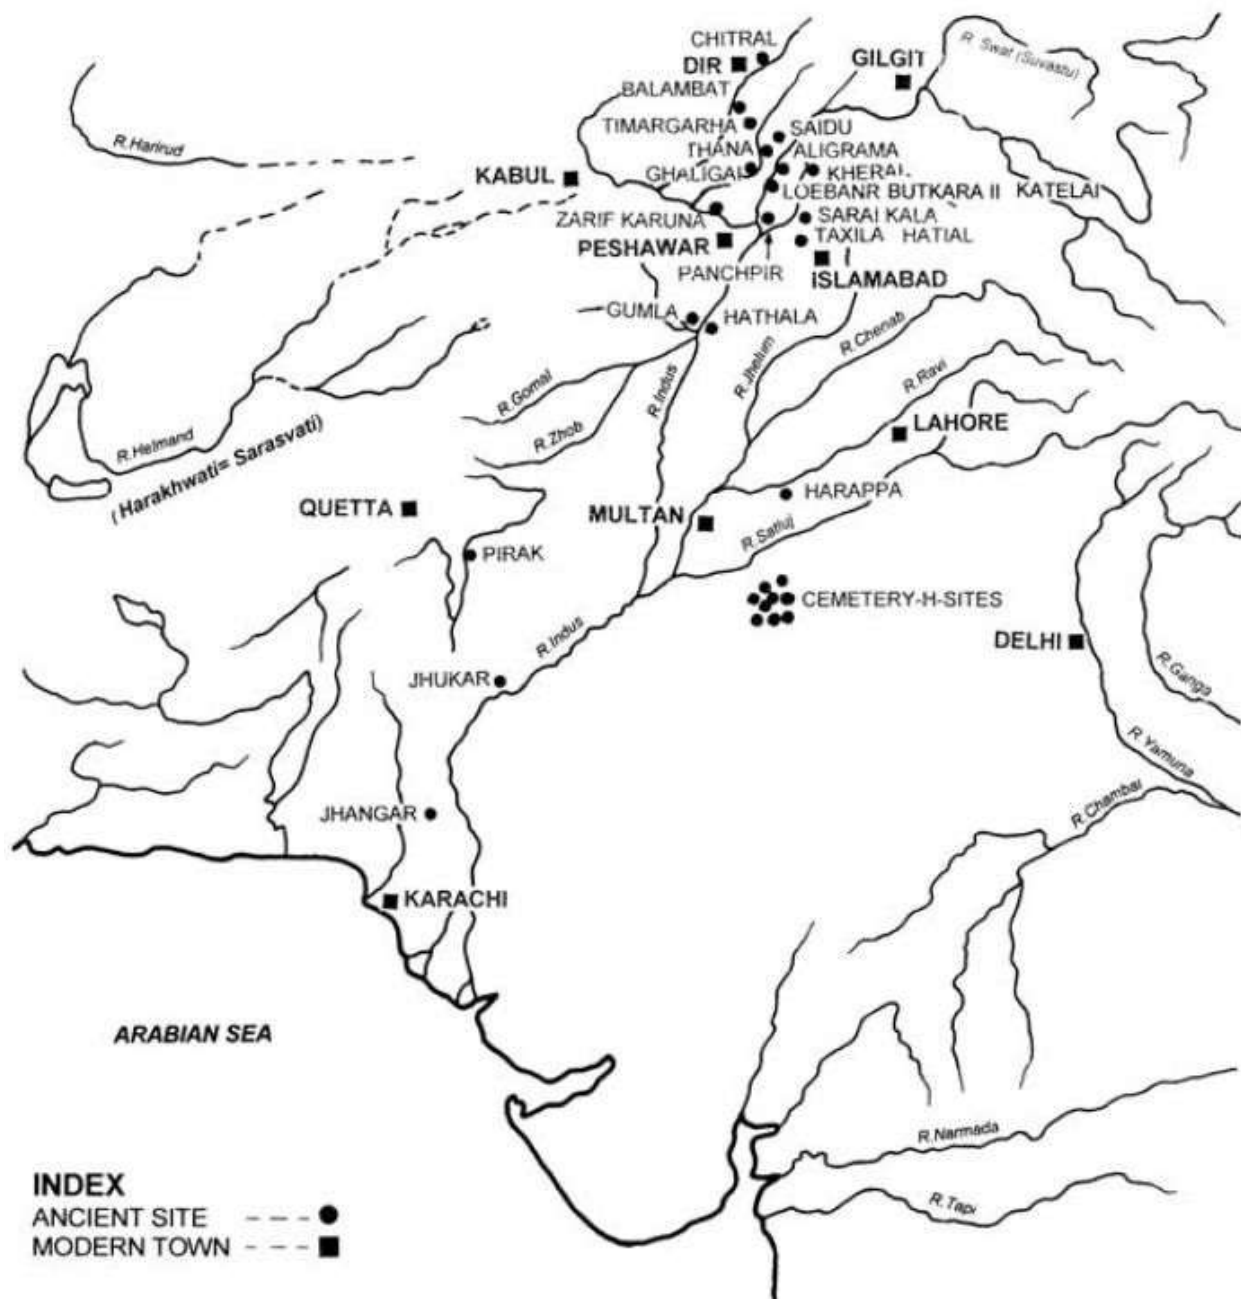 CHITRAL
DIR
GILGIT
R. Swat (Suvastu)
BALAMBAT
TIMARGARHA
SAIDU
R.Harirud
THANA
ALIGRAMA
GHALIGAI
KHERAL
KABUL
LOEBANR BUTKARA II
KATELAI
ZARIF KARUNA
SARAI KALA
PESHAWAR
TAXILA
HATIAL
PANCHPIR
ISLAMABAD
GUMLA
HATHALA
R.Chenab
R.Jhelum
R.Indus
R.Ravi
R.Gomal
LAHORE
R.Zhob
R.Helmand
(Harakhwati= Sarasvati)
HARAPPA
QUETTA
MULTAN
R.Satluj
PIRAK
CEMETERY-H-SITES
R.Indus
DELHI
R.Ganga
JHUKAR
R.Yamuna
R.Chambal
JHANGAR
KARACHI
ARABIAN SEA
R.Narmada
R.Tapi
INDEX
ANCIENT SITE
MODERN TOWN